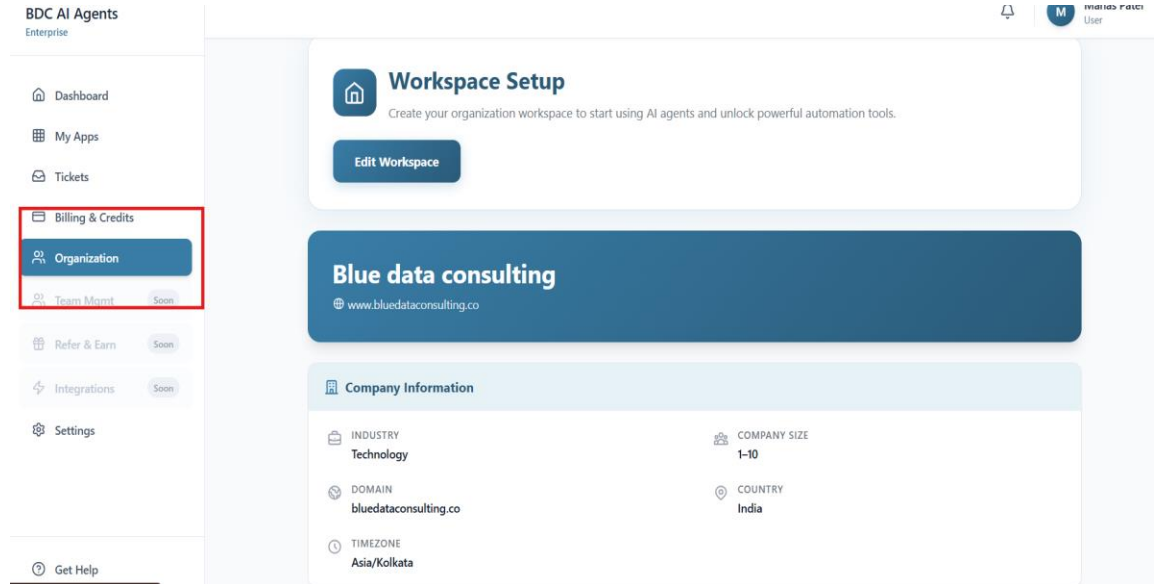 BDC AI Agents
Enterprise
Dashboard
My Apps
Tickets
Billing & Credits
Organization
Team Mgmt Soon
Refer & Earn Soon
Integrations Soon
Settings
Get Help
M
Manas Patel
User
Workspace Setup
Create your organization workspace to start using AI agents and unlock powerful automation tools.
Edit Workspace
Blue data consulting
www.bluedataconsulting.co
Company Information
INDUSTRY
Technology
COMPANY SIZE
1–10
DOMAIN
bluedataconsulting.co
COUNTRY
India
TIMEZONE
Asia/Kolkata